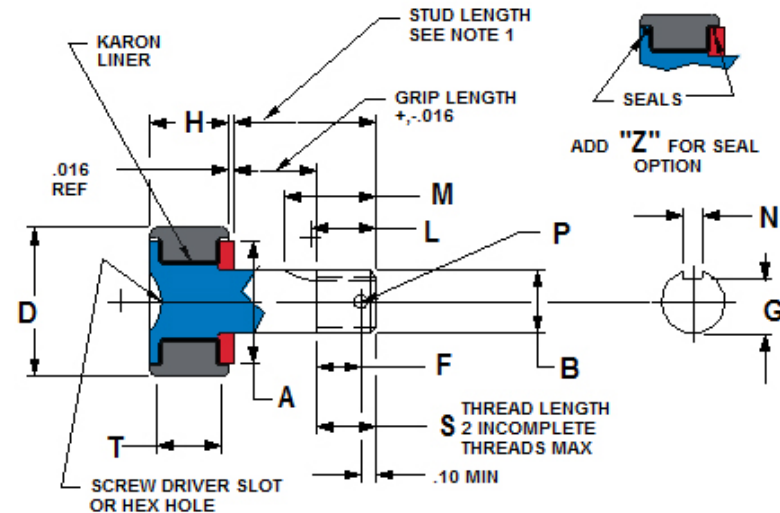 STUD LENGTH
SEE NOTE 1
KARON
LINER
H
GRIP LENGTH
+,-.016
SEALS
ADD "Z" FOR SEAL
OPTION
.016
REF
M
L
P
N
D
G
A
F
B
S
THREAD LENGTH
2 INCOMPLETE
THREADS MAX
T
.10 MIN
SCREW DRIVER SLOT
OR HEX HOLE